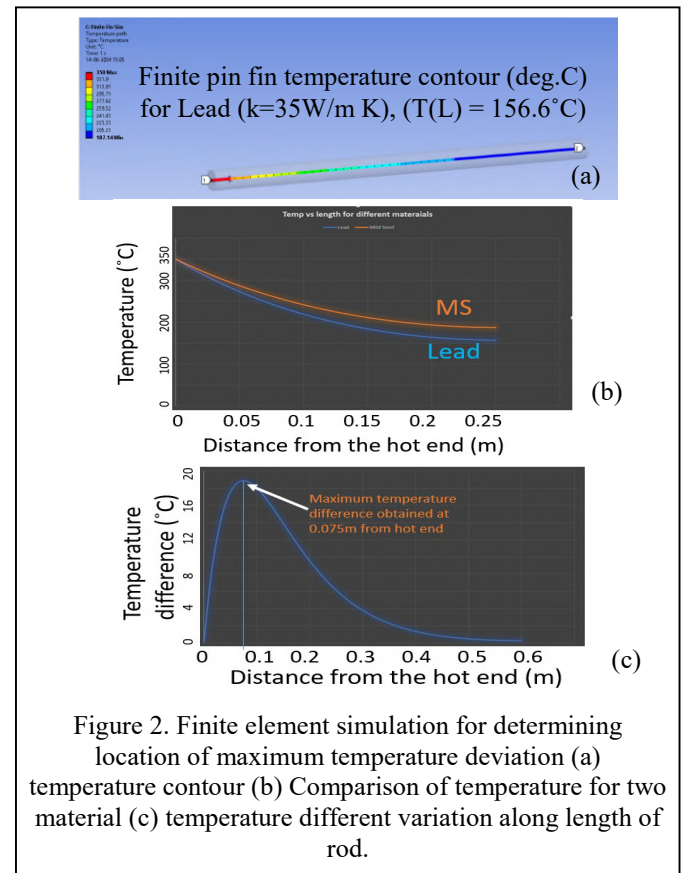 C: Finite Fin Sim
Temperature path
Type: Temperature
Unit: °C
Time: 1 s
350 Max
187.14 Min
Finite pin fin temperature contour (deg.C)
for Lead (k=35W/m K), (T(L) = 156.6°C)
1
(a)
Temp vs length for different materaials
Lead Mild Steel
Temperature (°C)
350
300
200
100
0
MS
Lead
0 0.05 0.1 0.15 0.2 0.25
Distance from the hot end (m)
(b)
Temperature
difference (°C)
20
16
12
8
4
0
Maximum temperature
difference obtained at
0.075m from hot end
0 0.1 0.2 0.3 0.4 0.5 0.6
Distance from the hot end (m)
(c)
Figure 2. Finite element simulation for determining
location of maximum temperature deviation (a)
temperature contour (b) Comparison of temperature for two
material (c) temperature different variation along length of
rod.